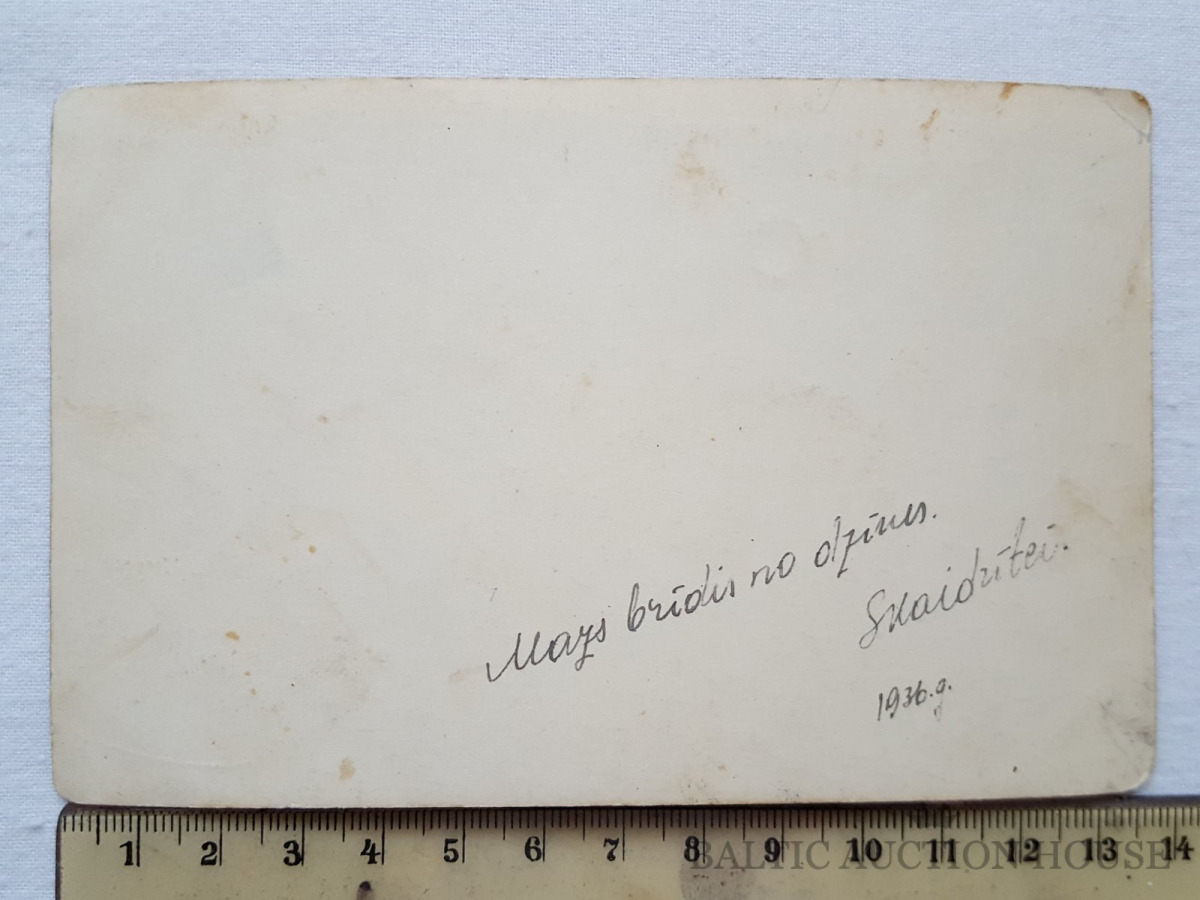 Mazs brīdis no dzīves.
Skaidrītei.
1936.g.
1 2 3 4 5 6 7 8 9 10 11 12 13 14
BALTIC AUCTION HOUSE